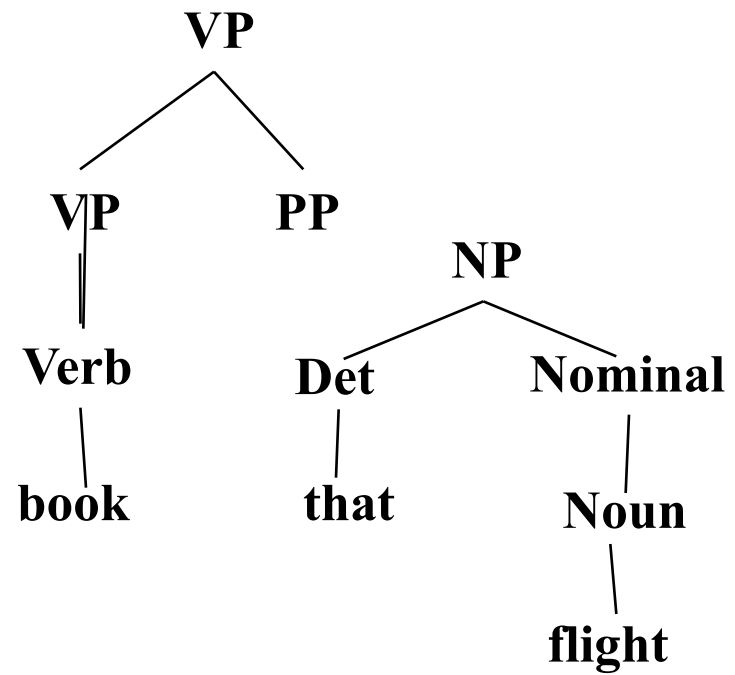 VP
VP PP
NP
Verb Det Nominal
book that Noun
flight